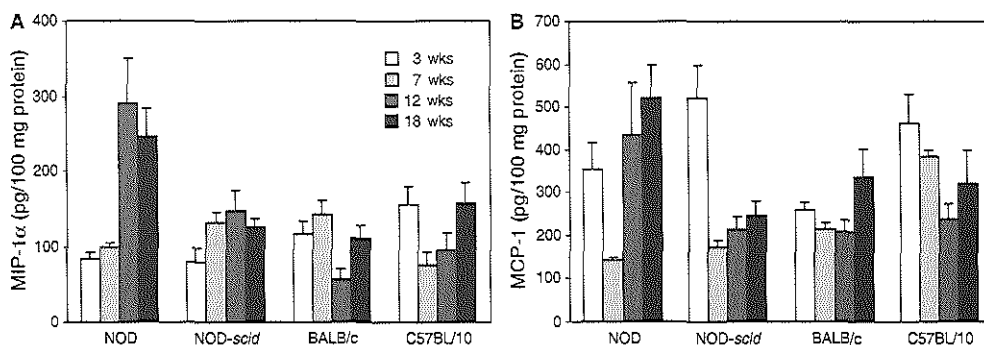 A
MIP-1α (pg/100 mg protein)
400
300
200
100
0
3 wks
7 wks
12 wks
18 wks
NOD
NOD-scid
BALB/c
C57BL/10
B
MCP-1 (pg/100 mg protein)
700
600
500
400
300
200
100
0
NOD
NOD-scid
BALB/c
C57BL/10